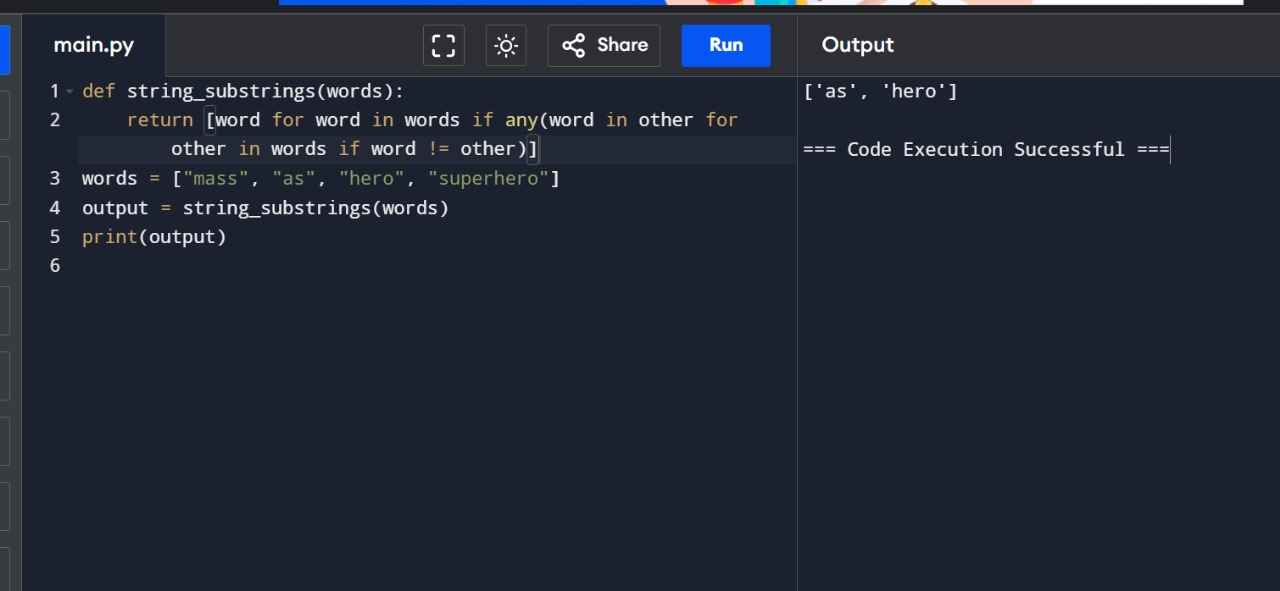 main.py
Share
Run
Output
1 def string_substrings(words):
2     return [word for word in words if any(word in other for
            other in words if word != other)]
3 words = ["mass", "as", "hero", "superhero"]
4 output = string_substrings(words)
5 print(output)
6
['as', 'hero']
=== Code Execution Successful ===